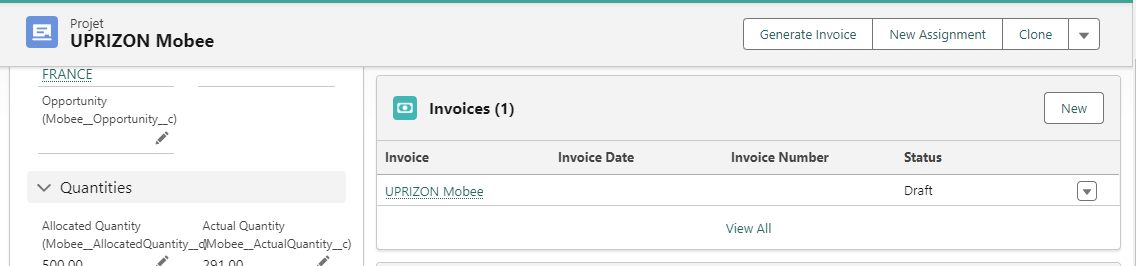 Projet
UPRIZON Mobee
Generate Invoice
New Assignment
Clone
FRANCE
Opportunity
(Mobee__Opportunity__c)
Quantities
Allocated Quantity
(Mobee__AllocatedQuantity__c)
500.00
Actual Quantity
(Mobee__ActualQuantity__c)
291.00
Invoices (1)
New
Invoice Invoice Date Invoice Number Status
UPRIZON Mobee Draft
View All